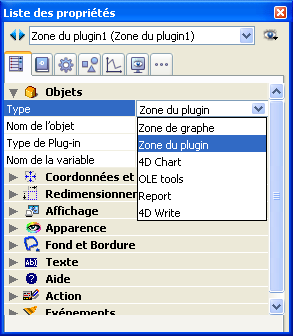 Liste des propriétés
Zone du plugin1 (Zone du plugin1)
Objets
Type
Zone du plugin
Nom de l'objet
Zone de graphe
Type de Plug-in
Zone du plugin
Nom de la variable
4D Chart
Coordonnées et
OLE tools
Redimensionner
Report
Affichage
4D Write
Apparence
Fond et Bordure
Texte
Aide
Action
Evénements